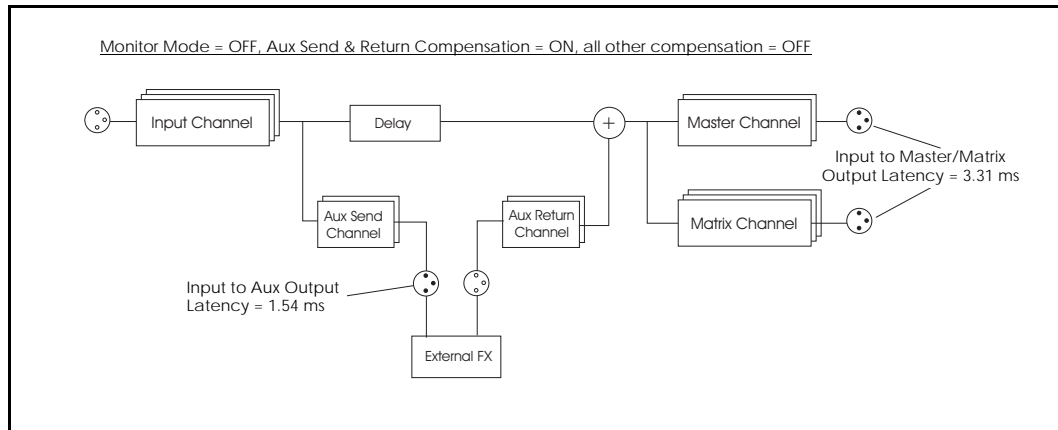 Monitor Mode = OFF, Aux Send & Return Compensation = ON, all other compensation = OFF
Input Channel
Delay
+
Master Channel
Input to Master/Matrix
Output Latency = 3.31 ms
Aux Send
Channel
Aux Return
Channel
Matrix Channel
Input to Aux Output
Latency = 1.54 ms
External FX